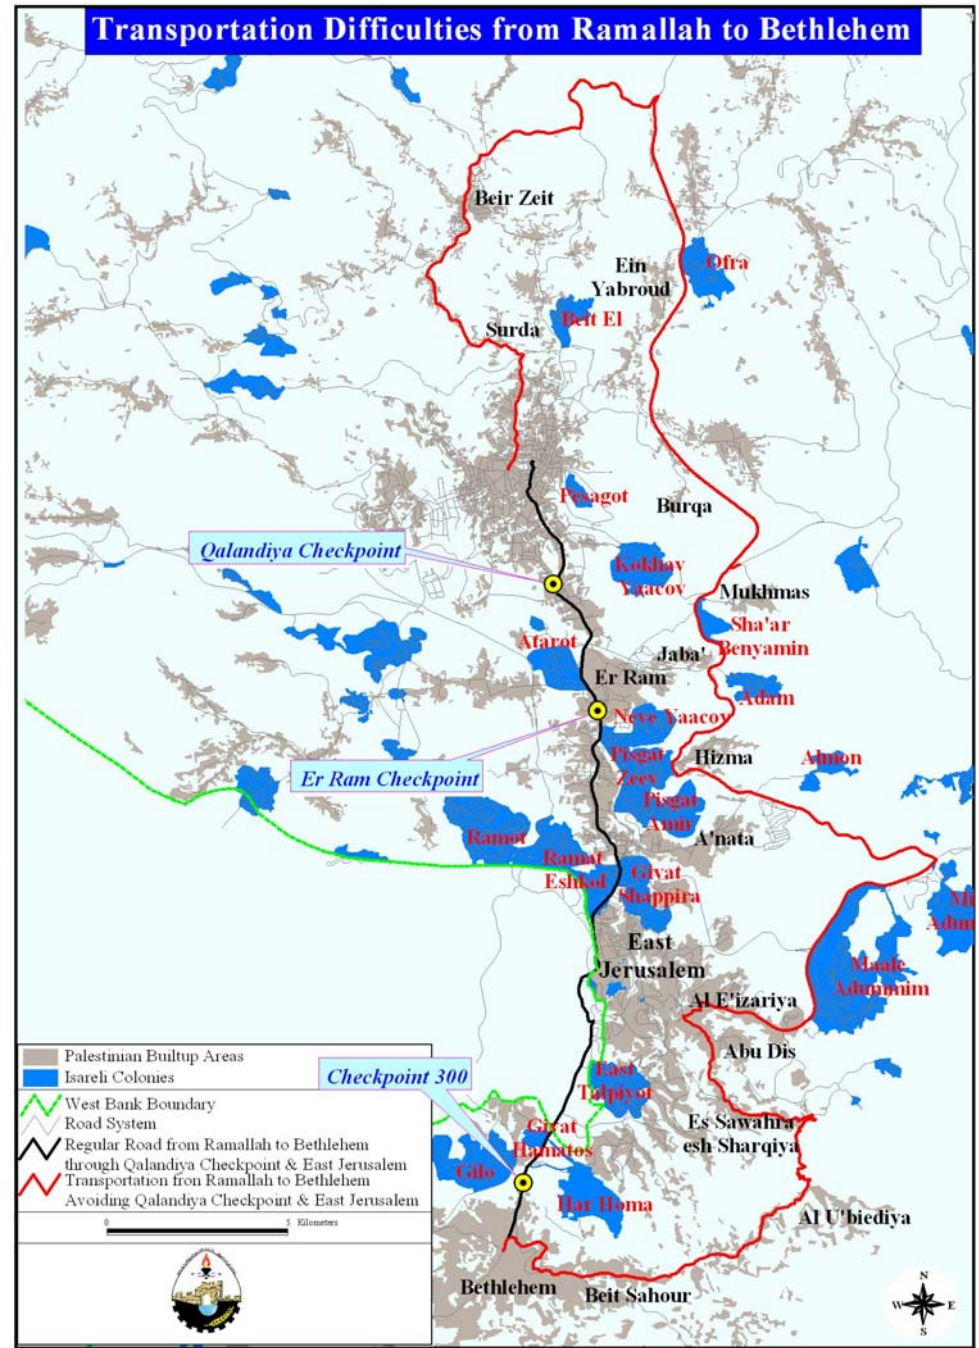 Transportation Difficulties from Ramallah to Bethlehem
Beir Zeit
Ein
Yabroud
Ofra
Beit El
Surda
Pesagot
Burqa
Qalandiya Checkpoint
Kokhav
Yaacov
Mukhmas
Sha'ar
Benyamin
Atarot
Jaba'
Er Ram
Adam
Neve Yaacov
Er Ram Checkpoint
Pisgat
Zeev
Hizma
Almon
Pisgat
Amir
A'nata
Ramot
Ramat
Eshkol
Givat
Shappira
East
Jerusalem
Maale
Adummim
Al E'izariya
Abu Dis
Palestinian Builtup Areas
Isareli Colonies
West Bank Boundary
Road System
Regular Road from Ramallah to Bethlehem
through Qalandiya Checkpoint & East Jerusalem
Transportation fron Ramallah to Bethlehem
Avoiding Qalandiya Checkpoint & East Jerusalem
0 5 Kilometers
Checkpoint 300
East
Talpiyot
Es Sawahra
esh Sharqiya
Givat
Hamatos
Gilo
Har Homa
Al U'biediya
Bethlehem
Beit Sahour
N
W E
S